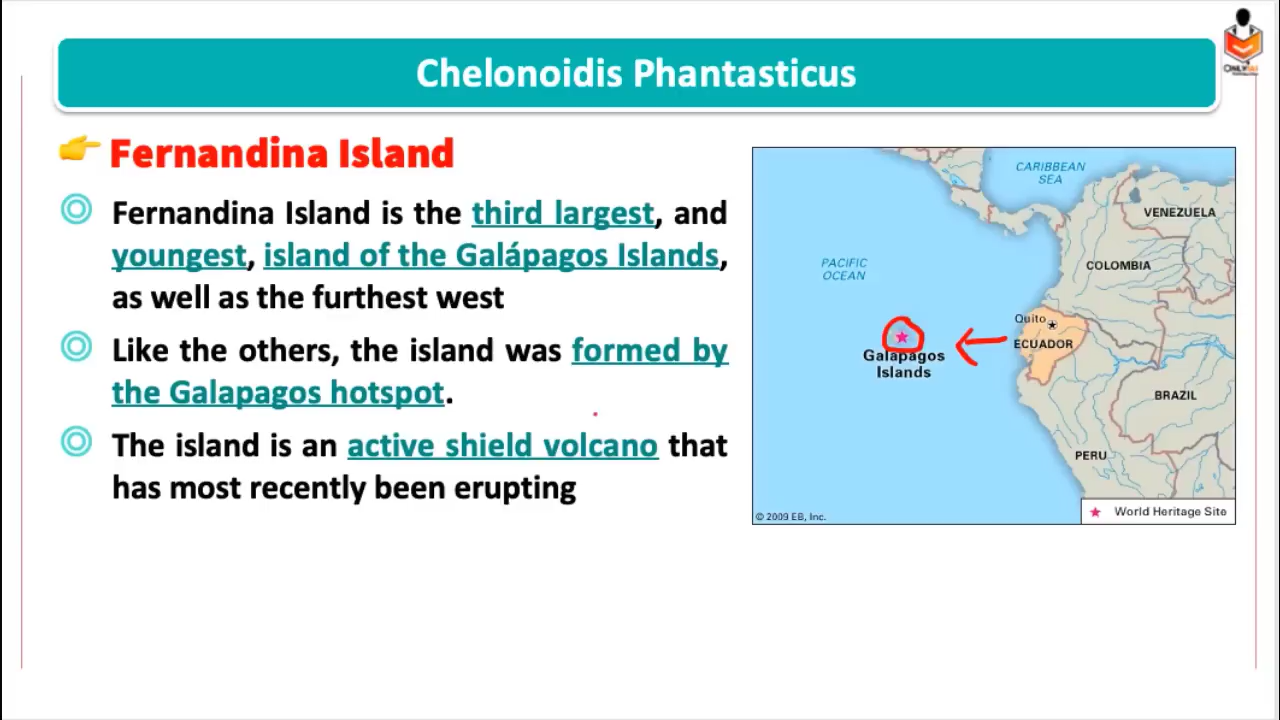 Chelonoidis Phantasticus
Fernandina Island
Fernandina Island is the third largest, and
youngest, island of the Galápagos Islands,
as well as the furthest west
Like the others, the island was formed by
the Galapagos hotspot.
The island is an active shield volcano that
has most recently been erupting
CARIBBEAN
SEA
VENEZUELA
COLOMBIA
PACIFIC
OCEAN
Quito
ECUADOR
Galapagos
Islands
BRAZIL
PERU
World Heritage Site
© 2009 EB, Inc.